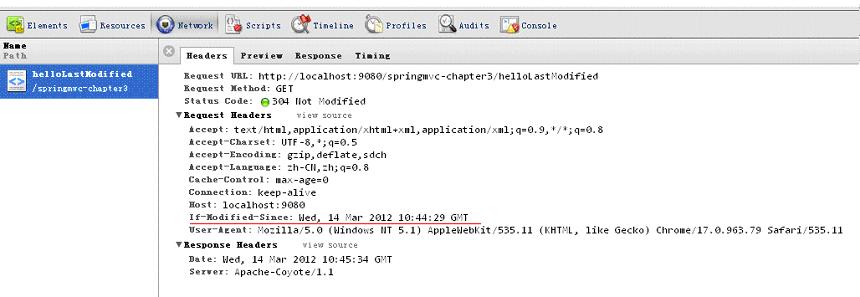 Elements Resources Network Scripts Timeline Profiles Audits Console
Name
Path
helloLastModified
/springmvc-chapter3
Headers Preview Response Timing
Request URL: http://localhost:9080/springmvc-chapter3/helloLastModified
Request Method: GET
Status Code: 304 Not Modified
Request Headers view source
Accept: text/html,application/xhtml+xml,application/xml;q=0.9,*/*;q=0.8
Accept-Charset: UTF-8,*;q=0.5
Accept-Encoding: gzip,deflate,sdch
Accept-Language: zh-CN,zh;q=0.8
Cache-Control: max-age=0
Connection: keep-alive
Host: localhost:9080
If-Modified-Since: Wed, 14 Mar 2012 10:44:29 GMT
User-Agent: Mozilla/5.0 (Windows NT 5.1) AppleWebKit/535.11 (KHTML, like Gecko) Chrome/17.0.963.79 Safari/535.11
Response Headers view source
Date: Wed, 14 Mar 2012 10:45:34 GMT
Server: Apache-Coyote/1.1